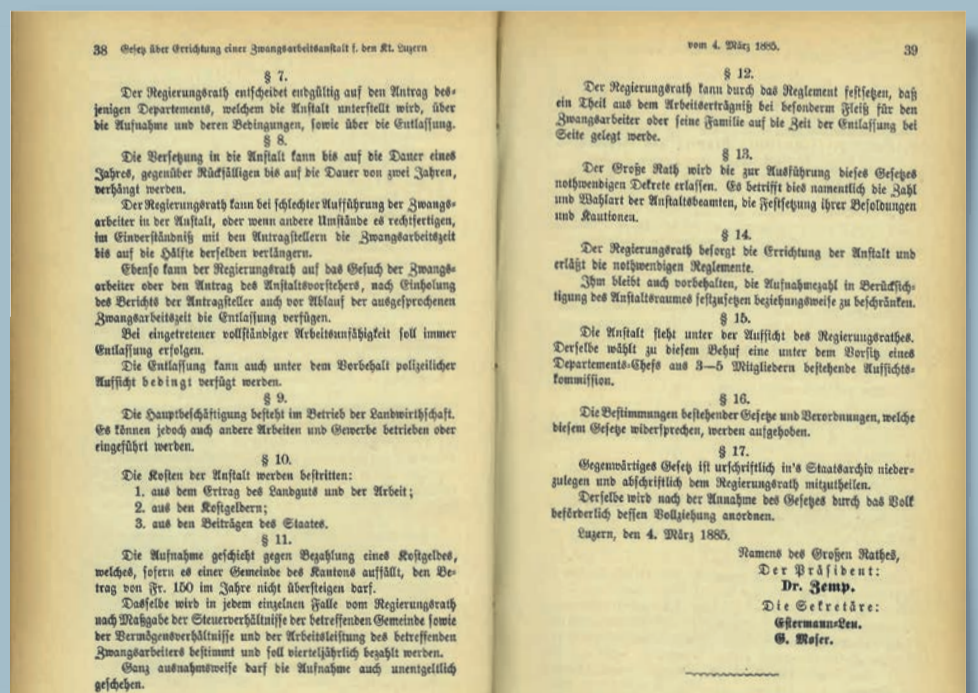 38 Gesetz über Errichtung einer Zwangsarbeitsanstalt f. den Kt. Luzern
§ 7.
Der Regierungsrath entscheidet endgültig auf den Antrag des-
jenigen Departements, welchem die Anstalt unterstellt wird, über
die Aufnahme und deren Bedingungen, sowie über die Entlassung.
§ 8.
Die Versetzung in die Anstalt kann bis auf die Dauer eines
Jahres, gegenüber Rückfälligen bis auf die Dauer von zwei Jahren,
verhängt werden.
Der Regierungsrath kann bei schlechter Aufführung der Zwangs-
arbeiter in der Anstalt, oder wenn andere Umstände es rechtfertigen,
im Einverständniß mit den Antragstellern die Zwangsarbeitszeit
bis auf die Hälfte derselben verlängern.
Ebenso kann der Regierungsrath auf das Gesuch der Zwangs-
arbeiter oder den Antrag des Anstaltsvorstehers, nach Einholung
des Berichts der Antragsteller auch vor Ablauf der ausgesprochenen
Zwangsarbeitszeit die Entlassung verfügen.
Bei eingetretener vollständiger Arbeitsunfähigkeit soll immer
Entlassung erfolgen.
Die Entlassung kann auch unter dem Vorbehalt polizeilicher
Aufsicht bedingt verfügt werden.
§ 9.
Die Hauptbeschäftigung besteht im Betrieb der Landwirthschaft.
Es können jedoch auch andere Arbeiten und Gewerbe betrieben oder
eingeführt werden.
§ 10.
Die Kosten der Anstalt werden bestritten:
1. aus dem Ertrag des Landguts und der Arbeit;
2. aus den Kostgeldern;
3. aus den Beiträgen des Staates.
§ 11.
Die Aufnahme geschieht gegen Bezahlung eines Kostgeldes,
welches, sofern es einer Gemeinde des Kantons auffällt, den Be-
trag von Fr. 150 im Jahre nicht übersteigen darf.
Dasselbe wird in jedem einzelnen Falle vom Regierungsrath
nach Maßgabe der Steuerverhältnisse der betreffenden Gemeinde sowie
der Vermögensverhältnisse und der Arbeitsleistung des betreffenden
Zwangsarbeiters bestimmt und soll vierteljährlich bezahlt werden.
Ganz ausnahmsweise darf die Aufnahme auch unentgeltlich
geschehen.
vom 4. März 1885. 39
§ 12.
Der Regierungsrath kann durch das Reglement festsetzen, daß
ein Theil aus dem Arbeitserträgniß bei besonderm Fleiß für den
Zwangsarbeiter oder seine Familie auf die Zeit der Entlassung bei
Seite gelegt werde.
§ 13.
Der Große Rath wird die zur Ausführung dieses Gesetzes
nothwendigen Dekrete erlassen. Es betrifft dies namentlich die Zahl
und Wahlart der Anstaltsbeamten, die Festsetzung ihrer Besoldungen
und Kautionen.
§ 14.
Der Regierungsrath besorgt die Errichtung der Anstalt und
erläßt die nothwendigen Reglemente.
Ihm bleibt auch vorbehalten, die Aufnahmezahl in Berücksich-
tigung des Anstaltsraumes festzusetzen beziehungsweise zu beschränken.
§ 15.
Die Anstalt steht unter der Aufsicht des Regierungsrathes.
Derselbe wählt zu diesem Behuf eine unter dem Vorsitz eines
Departements-Chefs aus 3—5 Mitgliedern bestehende Aufsichts-
kommission.
§ 16.
Die Bestimmungen bestehender Gesetze und Verordnungen, welche
diesem Gesetze widersprechen, werden aufgehoben.
§ 17.
Gegenwärtiges Gesetz ist urschriftlich in's Staatsarchiv nieder-
zulegen und abschriftlich dem Regierungsrath mitzutheilen.
Derselbe wird nach der Annahme des Gesetzes durch das Volk
beförderlich dessen Vollziehung anordnen.
Luzern, den 4. März 1885.
Namens des Großen Rathes,
Der Präsident:
Dr. Zemp.
Die Sekretäre:
Estermann-Leu.
G. Moser.